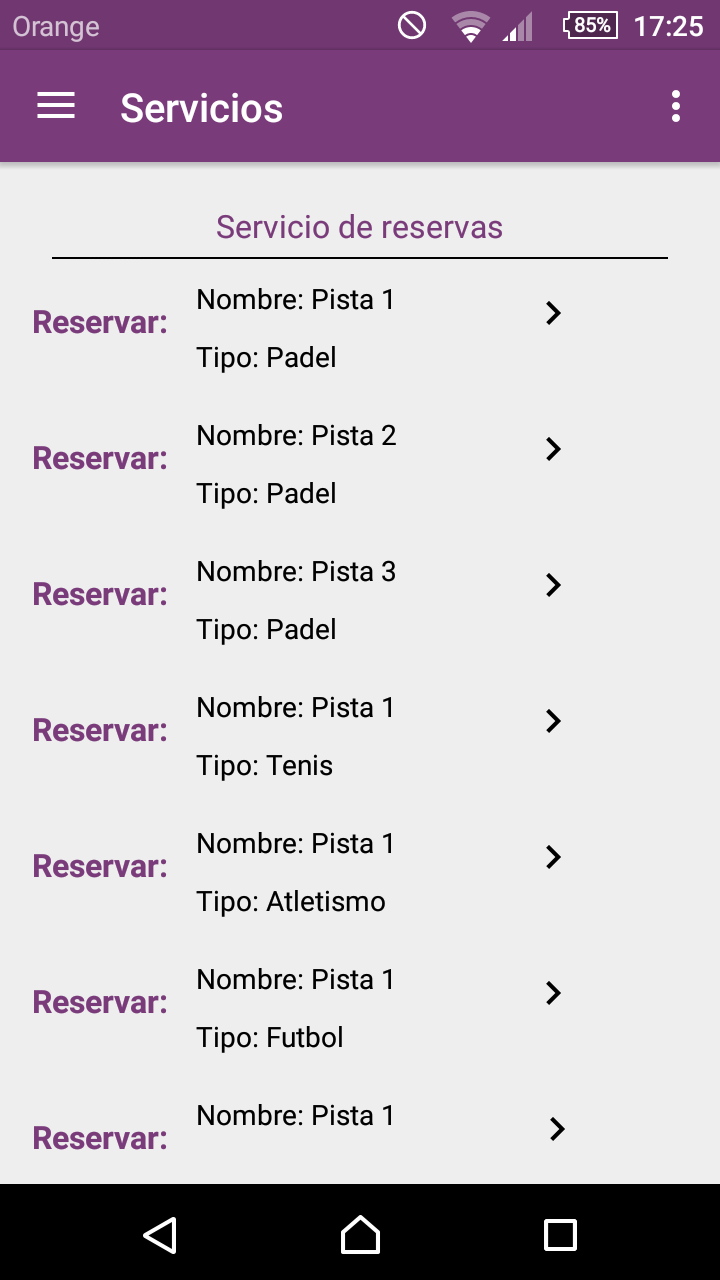 Orange 85% 17:25
Servicios
Servicio de reservas
Nombre: Pista 1
Reservar:
Tipo: Padel
Nombre: Pista 2
Reservar:
Tipo: Padel
Nombre: Pista 3
Reservar:
Tipo: Padel
Nombre: Pista 1
Reservar:
Tipo: Tenis
Nombre: Pista 1
Reservar:
Tipo: Atletismo
Nombre: Pista 1
Reservar:
Tipo: Futbol
Nombre: Pista 1
Reservar: